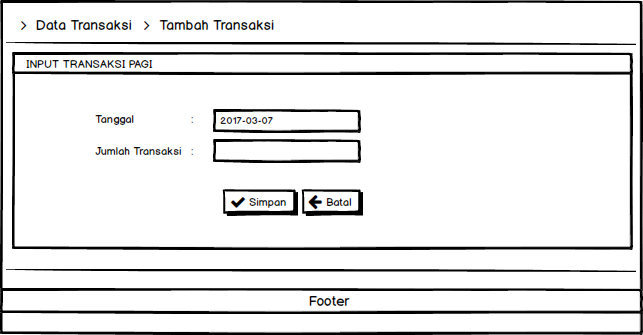 > Data Transaksi > Tambah Transaksi
INPUT TRANSAKSI PAGI
Tanggal : 2017-03-07
Jumlah Transaksi :
Simpan Batal
Footer